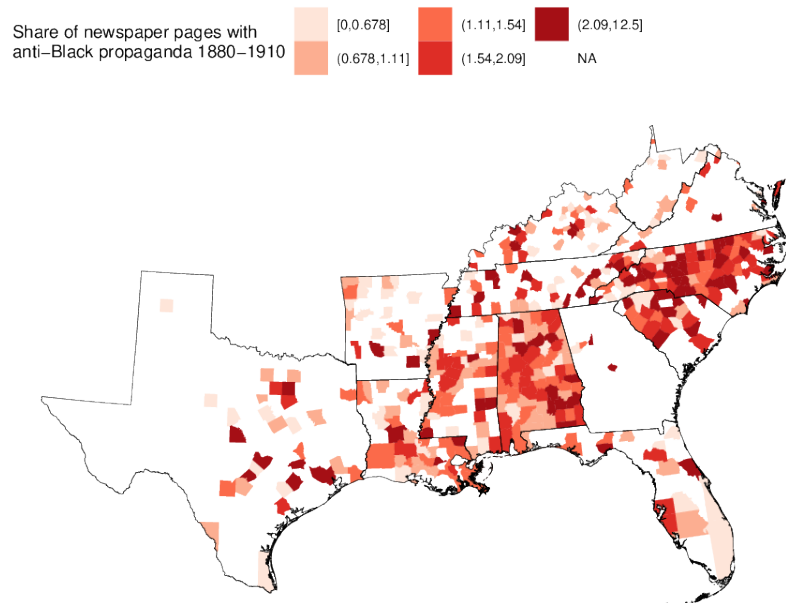 Share of newspaper pages with
anti−Black propaganda 1880−1910
[0,0.678]
(0.678,1.11]
(1.11,1.54]
(1.54,2.09]
(2.09,12.5]
NA